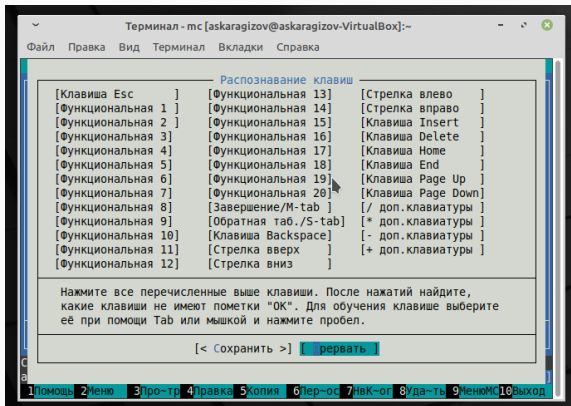 Терминал - mc [askaragizov@askaragizov-VirtualBox]:~
Файл Правка Вид Терминал Вкладки Справка
Распознавание клавиш
[Клавиша Esc ] [Функциональная 13] [Стрелка влево ]
[Функциональная 1 ] [Функциональная 14] [Стрелка вправо ]
[Функциональная 2 ] [Функциональная 15] [Клавиша Insert ]
[Функциональная 3] [Функциональная 16] [Клавиша Delete ]
[Функциональная 4] [Функциональная 17] [Клавиша Home ]
[Функциональная 5] [Функциональная 18] [Клавиша End ]
[Функциональная 6] [Функциональная 19] [Клавиша Page Up ]
[Функциональная 7] [Функциональная 20] [Клавиша Page Down]
[Функциональная 8] [Завершение/M-tab ] [/ доп.клавиатуры ]
[Функциональная 9] [Обратная таб./S-tab] [* доп.клавиатуры ]
[Функциональная 10] [Клавиша Backspace] [- доп.клавиатуры ]
[Функциональная 11] [Стрелка вверх ] [+ доп.клавиатуры ]
[Функциональная 12] [Стрелка вниз ]
Нажмите все перечисленные выше клавиши. После нажатий найдите,
какие клавиши не имеют пометки "OK". Для обучения клавише выберите
её при помощи Tab или мышкой и нажмите пробел.
[< Сохранить >] [ Прервать ]
1Помощь 2Меню 3Про~тр 4Правка 5Копия 6Пер~ос 7НвК~ог 8Уда~ть 9МенюMC 10Выход